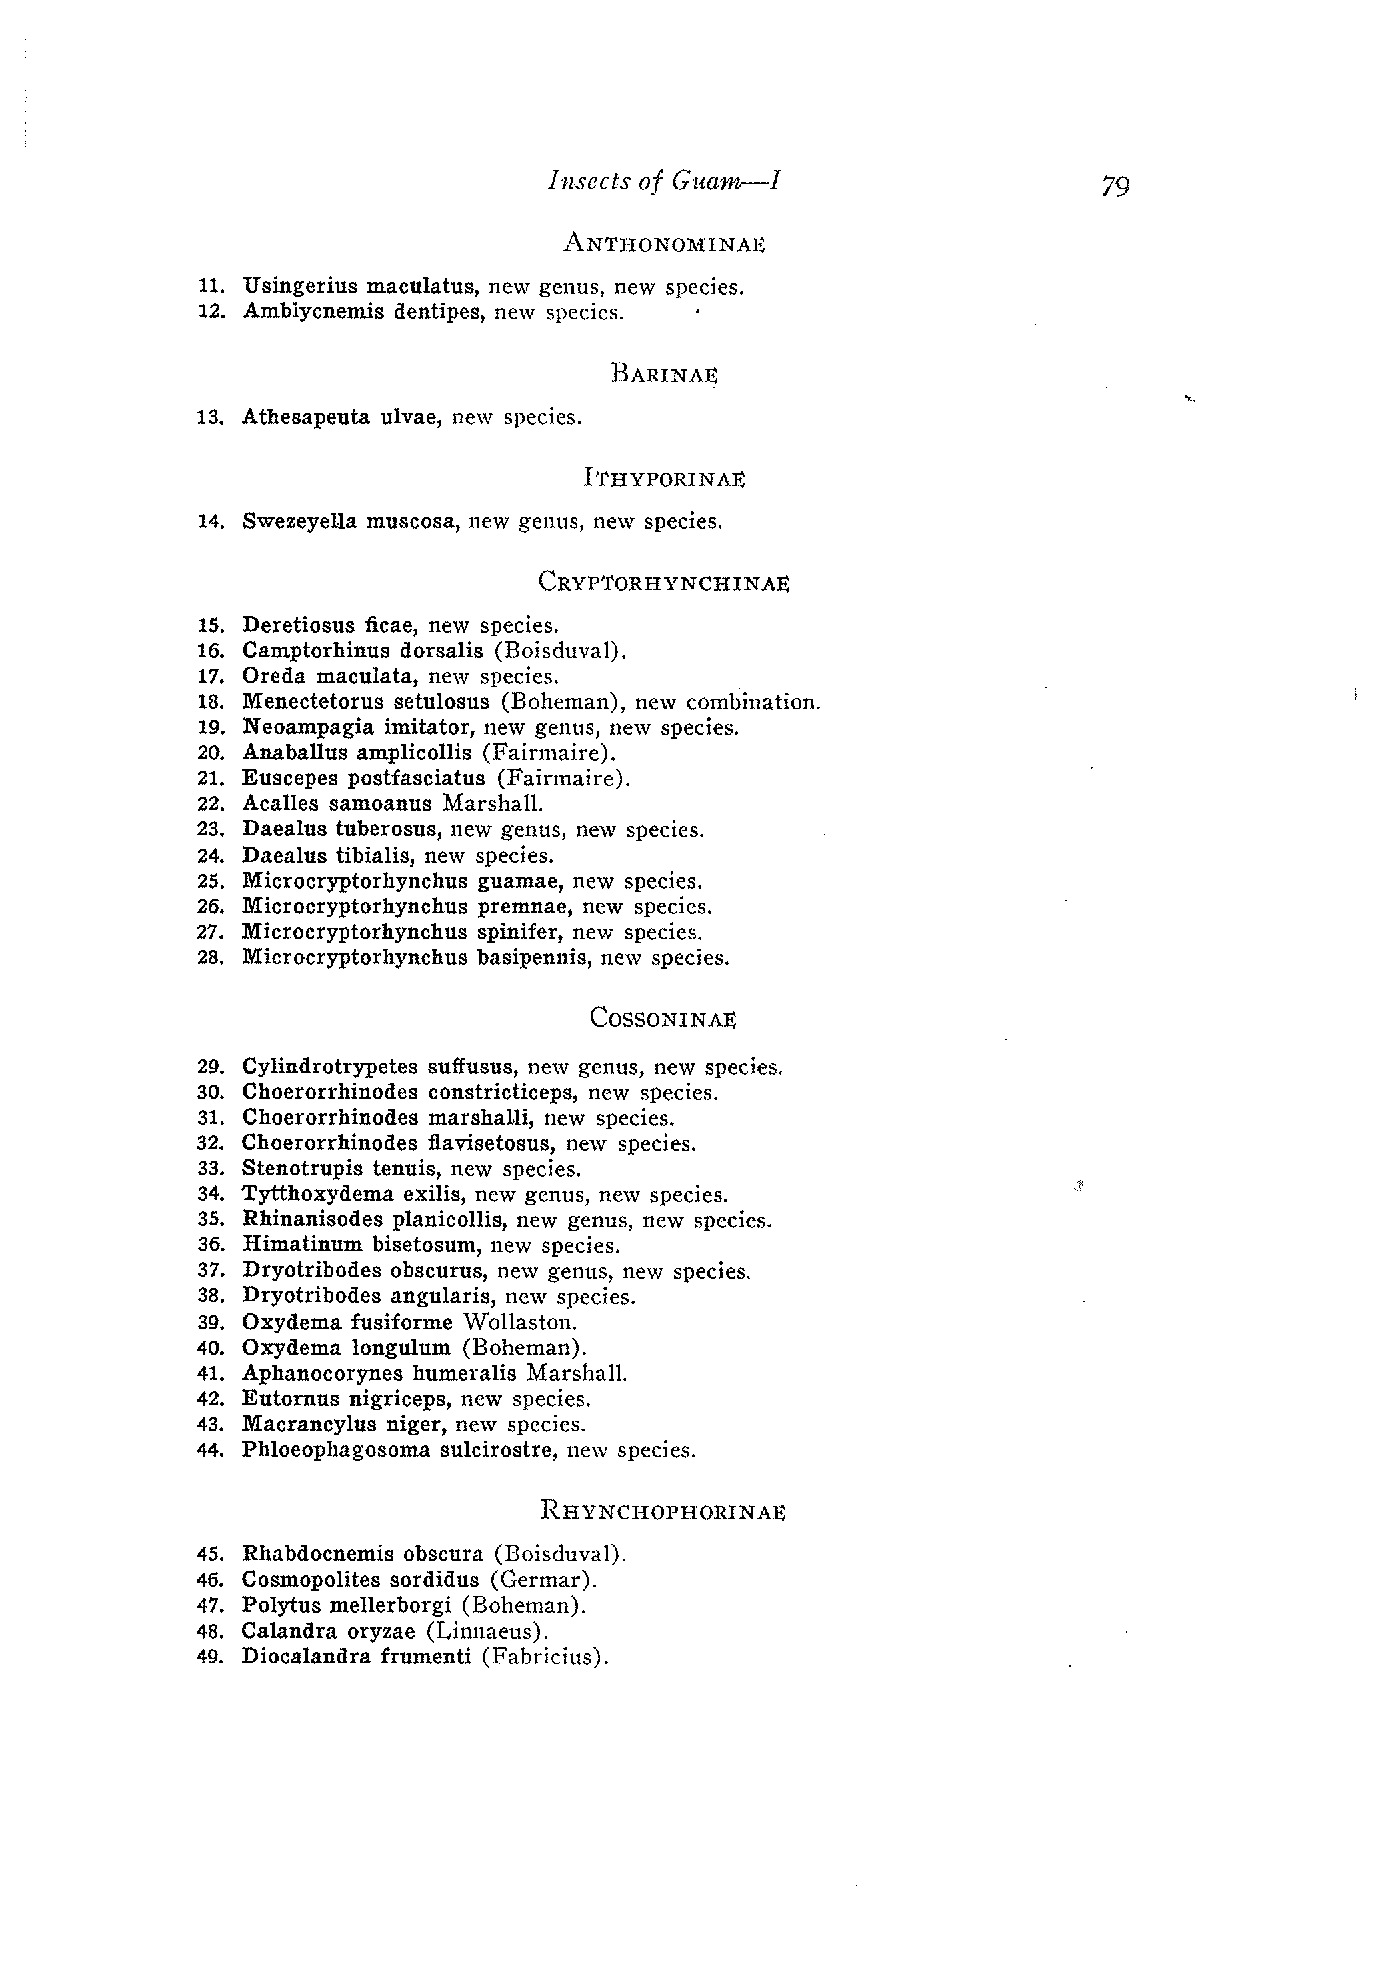 Insects of Guam—I 79
ANTHONOMINAE
11. Usingerius maculatus, new genus, new species.
12. Amblycnemis dentipes, new species.
BARINAE
13. Athesapeuta ulvae, new species.
ITHYPORINAE
14. Swezeyella muscosa, new genus, new species.
CRYPTORHYNCHINAE
15. Deretiosus ficae, new species.
16. Camptorhinus dorsalis (Boisduval).
17. Oreda maculata, new species.
18. Menectetorus setulosus (Boheman), new combination.
19. Neoampagia imitator, new genus, new species.
20. Anaballus amplicollis (Fairmaire).
21. Euscepes postfasciatus (Fairmaire).
22. Acalles samoanus Marshall.
23. Daealus tuberosus, new genus, new species.
24. Daealus tibialis, new species.
25. Microcryptorhynchus guamae, new species.
26. Microcryptorhynchus premnae, new species.
27. Microcryptorhynchus spinifer, new species.
28. Microcryptorhynchus basipennis, new species.
COSSONINAE
29. Cylindrotrypetes suffusus, new genus, new species.
30. Choerorrhinodes constricticeps, new species.
31. Choerorrhinodes marshalli, new species.
32. Choerorrhinodes flavisetosus, new species.
33. Stenotrupis tenuis, new species.
34. Tytthoxydema exilis, new genus, new species.
35. Rhinanisodes planicollis, new genus, new species.
36. Himatinum bisetosum, new species.
37. Dryotribodes obscurus, new genus, new species.
38. Dryotribodes angularis, new species.
39. Oxydema fusiforme Wollaston.
40. Oxydema longulum (Boheman).
41. Aphanocorynes humeralis Marshall.
42. Eutornus nigriceps, new species.
43. Macrancylus niger, new species.
44. Phloeophagosoma sulcirostre, new species.
RHYNCHOPHORINAE
45. Rhabdocnemis obscura (Boisduval).
46. Cosmopolites sordidus (Germar).
47. Polytus mellerborgi (Boheman).
48. Calandra oryzae (Linnaeus).
49. Diocalandra frumenti (Fabricius).